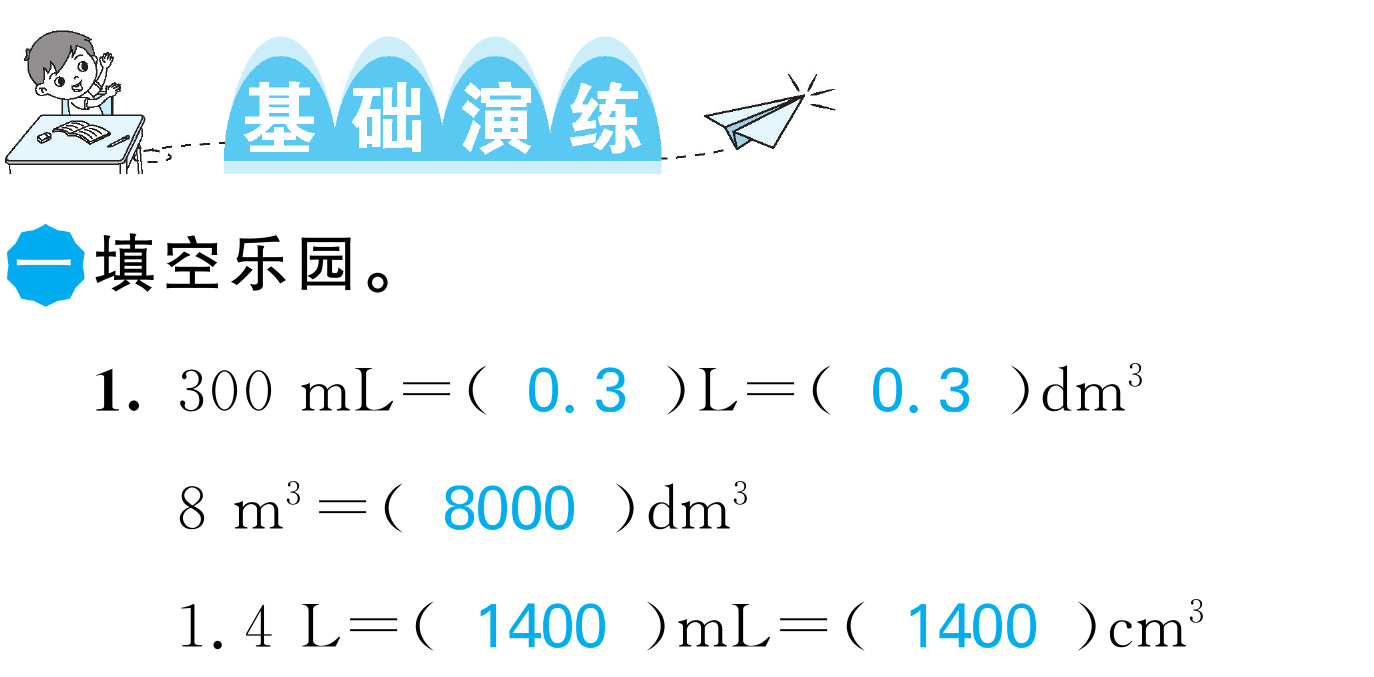 基础演练
一 填空乐园。
1. 300 mL=( 0.3 )L=( 0.3 )dm³
8 m³=( 8000 )dm³
1.4 L=( 1400 )mL=( 1400 )cm³